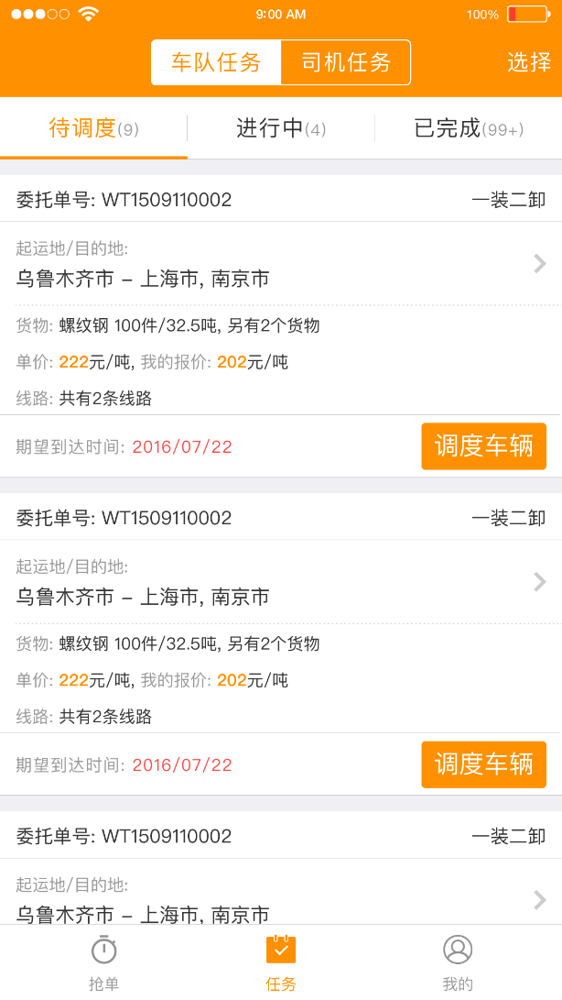 9:00 AM 100%
车队任务 司机任务 选择
待调度(9) 进行中(4) 已完成(99+)
委托单号: WT1509110002 一装二卸
起运地/目的地:
乌鲁木齐市 – 上海市, 南京市
货物: 螺纹钢 100件/32.5吨, 另有2个货物
单价: 222元/吨, 我的报价: 202元/吨
线路: 共有2条线路
期望到达时间: 2016/07/22 调度车辆
委托单号: WT1509110002 一装二卸
起运地/目的地:
乌鲁木齐市 – 上海市, 南京市
货物: 螺纹钢 100件/32.5吨, 另有2个货物
单价: 222元/吨, 我的报价: 202元/吨
线路: 共有2条线路
期望到达时间: 2016/07/22 调度车辆
委托单号: WT1509110002 一装二卸
起运地/目的地:
乌鲁木齐市 – 上海市, 南京市
抢单 任务 我的